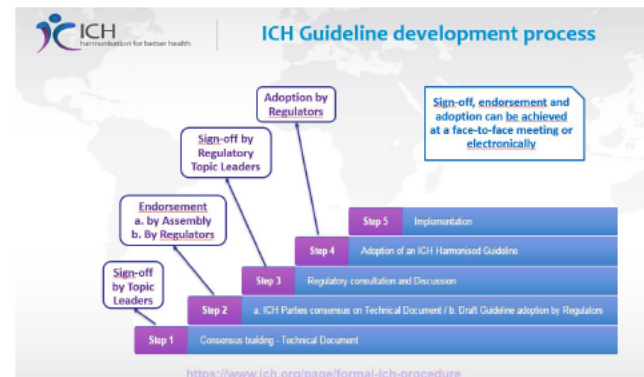 ICH
harmonisation for better health
ICH Guideline development process
Adoption by
Regulators
Sign-off, endorsement and
adoption can be achieved
at a face-to-face meeting or
electronically
Sign-off by
Regulatory
Topic Leaders
Endorsement
a. by Assembly
b. By Regulators
Sign-off
by Topic
Leaders
Step 5 Implementation
Step 4 Adoption of an ICH Harmonised Guideline
Step 3 Regulatory consultation and Discussion
Step 2 a. ICH Parties consensus on Technical Document / b. Draft Guideline adoption by Regulators
Step 1 Consensus building - Technical Document
https://www.ich.org/page/formal-ich-procedure